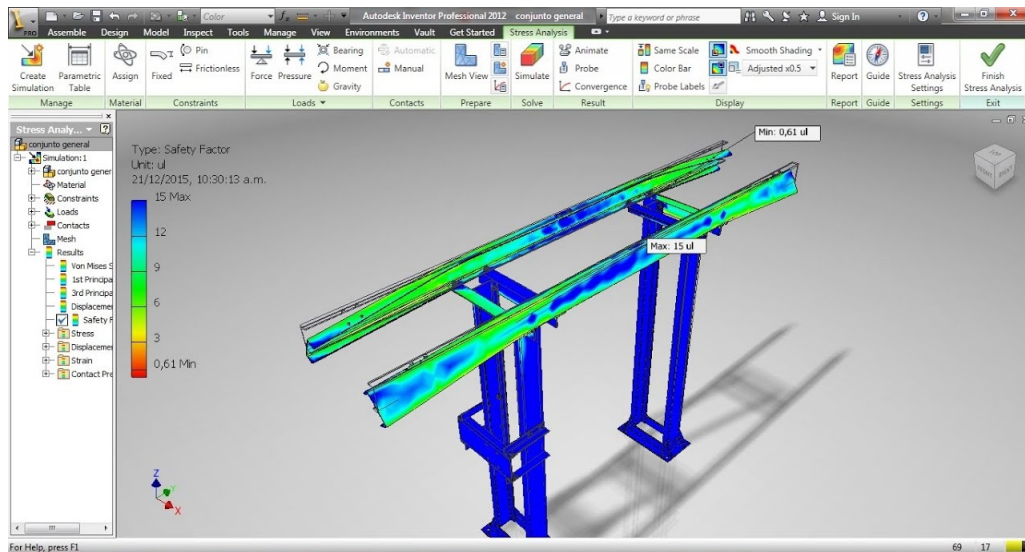 Color
Autodesk Inventor Professional 2012 conjunto general
Type a keyword or phrase
Sign In
PRO
Assemble Design Model Inspect Tools Manage View Environments Vault Get Started Stress Analysis
Create Simulation
Parametric Table
Assign
Fixed
Pin
Frictionless
Force
Pressure
Bearing
Moment
Gravity
Automatic
Manual
Mesh View
Simulate
Animate
Probe
Convergence
Same Scale
Color Bar
Probe Labels
Smooth Shading
Adjusted x0.5
Report
Guide
Stress Analysis Settings
Finish Stress Analysis
Manage Material Constraints Loads Contacts Prepare Solve Result Display Report Guide Settings Exit
Stress Analy...
conjunto general
Simulation:1
conjunto gener
Material
Constraints
Loads
Contacts
Mesh
Results
Von Mises S
1st Principa
3rd Principa
Displaceme
Safety F
Stress
Displaceme
Strain
Contact Pre
Type: Safety Factor
Unit: ul
21/12/2015, 10:30:13 a.m.
15 Max
12
9
6
3
0,61 Min
Min: 0,61 ul
Max: 15 ul
TOP
FRONT
RIGHT
Z
Y
X
For Help, press F1
69 17